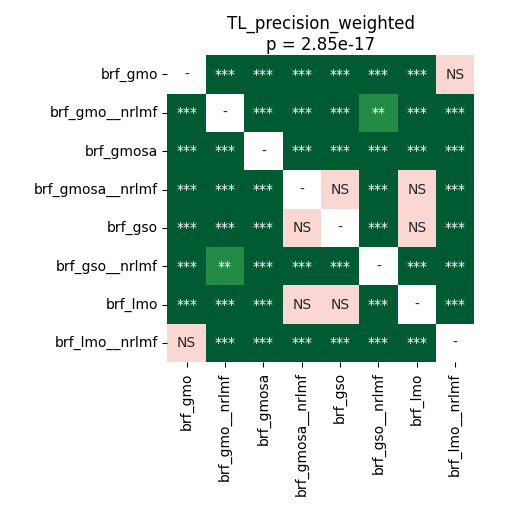 TL_precision_weighted
p = 2.85e-17
brf_gmo - *** *** *** *** *** *** NS
brf_gmo__nrlmf *** - *** *** *** ** *** ***
brf_gmosa *** *** - *** *** *** *** ***
brf_gmosa__nrlmf *** *** *** - NS *** NS ***
brf_gso *** *** *** NS - *** NS ***
brf_gso__nrlmf *** ** *** *** *** - *** ***
brf_lmo *** *** *** NS NS *** - ***
brf_lmo__nrlmf NS *** *** *** *** *** *** -
brf_gmo
brf_gmo__nrlmf
brf_gmosa
brf_gmosa__nrlmf
brf_gso
brf_gso__nrlmf
brf_lmo
brf_lmo__nrlmf